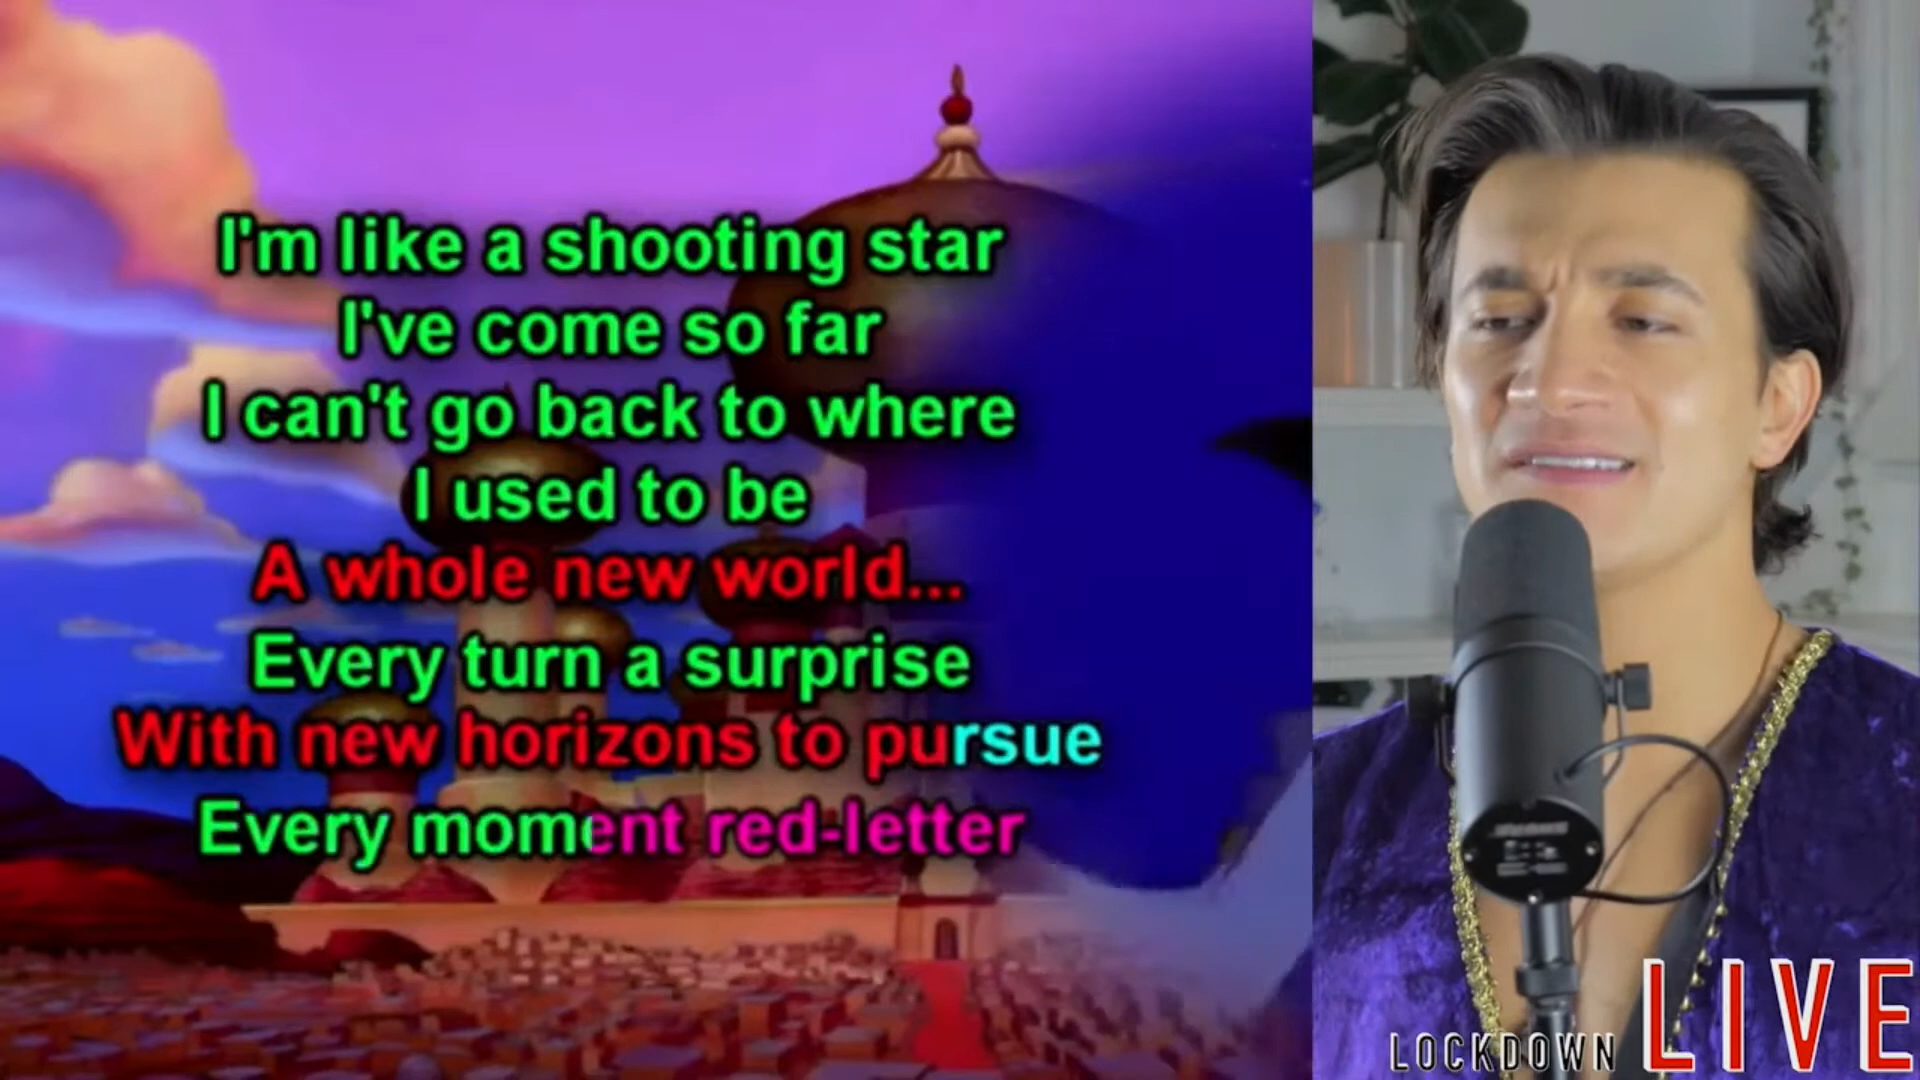 I'm like a shooting star
I've come so far
I can't go back to where
I used to be
A whole new world...
Every turn a surprise
With new horizons to pursue
Every moment red-letter
LOCKDOWN LIVE